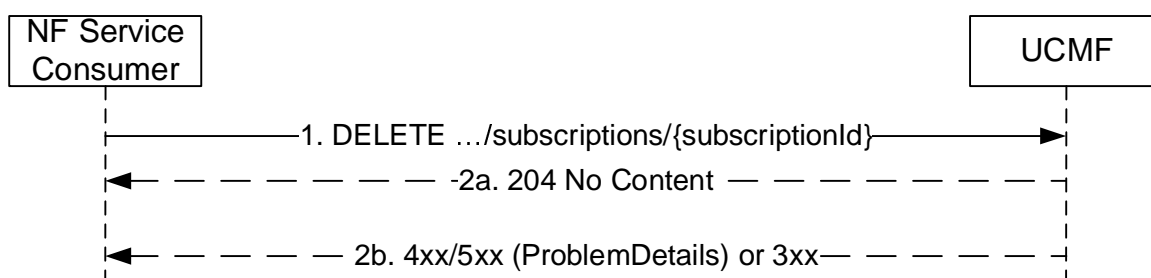 NF Service
Consumer
UCMF
1. DELETE …/subscriptions/{subscriptionId}
2a. 204 No Content
2b. 4xx/5xx (ProblemDetails) or 3xx